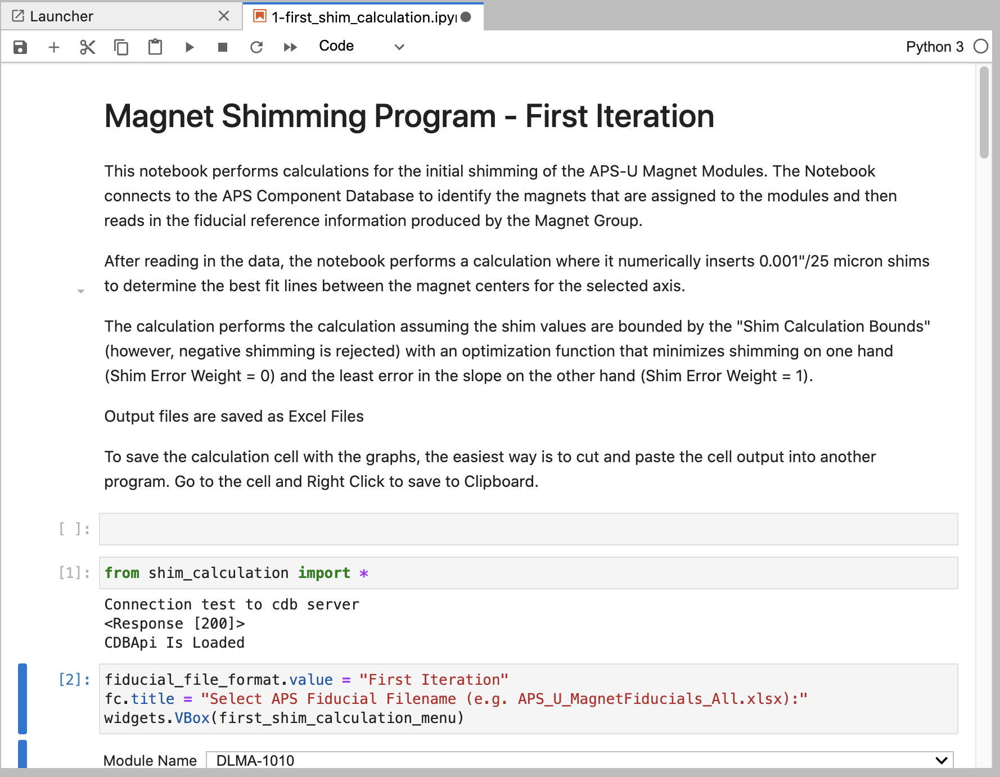 Launcher
1-first_shim_calculation.ipyn
Code
Python 3
Magnet Shimming Program - First Iteration
This notebook performs calculations for the initial shimming of the APS-U Magnet Modules. The Notebook
connects to the APS Component Database to identify the magnets that are assigned to the modules and then
reads in the fiducial reference information produced by the Magnet Group.
After reading in the data, the notebook performs a calculation where it numerically inserts 0.001"/25 micron shims
to determine the best fit lines between the magnet centers for the selected axis.
The calculation performs the calculation assuming the shim values are bounded by the "Shim Calculation Bounds"
(however, negative shimming is rejected) with an optimization function that minimizes shimming on one hand
(Shim Error Weight = 0) and the least error in the slope on the other hand (Shim Error Weight = 1).
Output files are saved as Excel Files
To save the calculation cell with the graphs, the easiest way is to cut and paste the cell output into another
program. Go to the cell and Right Click to save to Clipboard.
[ ]:
[1]: from shim_calculation import *
Connection test to cdb server
<Response [200]>
CDBApi Is Loaded
[2]: fiducial_file_format.value = "First Iteration"
fc.title = "Select APS Fiducial Filename (e.g. APS_U_MagnetFiducials_All.xlsx):"
widgets.VBox(first_shim_calculation_menu)
Module Name DLMA-1010